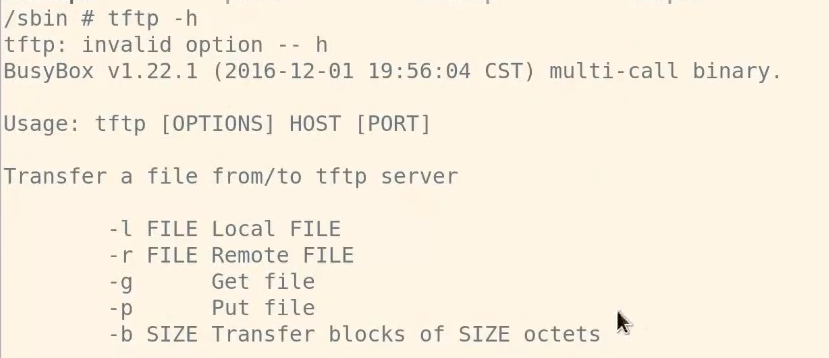 /sbin # tftp -h
tftp: invalid option -- h
BusyBox v1.22.1 (2016-12-01 19:56:04 CST) multi-call binary.
Usage: tftp [OPTIONS] HOST [PORT]
Transfer a file from/to tftp server
-l FILE Local FILE
-r FILE Remote FILE
-g Get file
-p Put file
-b SIZE Transfer blocks of SIZE octets